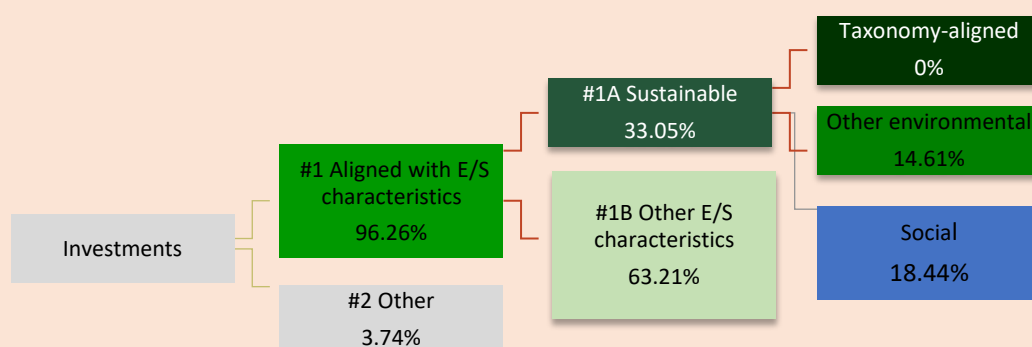 Investments
#1 Aligned with E/S
characteristics
96.26%
#2 Other
3.74%
#1A Sustainable
33.05%
#1B Other E/S
characteristics
63.21%
Taxonomy-aligned
0%
Other environmental
14.61%
Social
18.44%